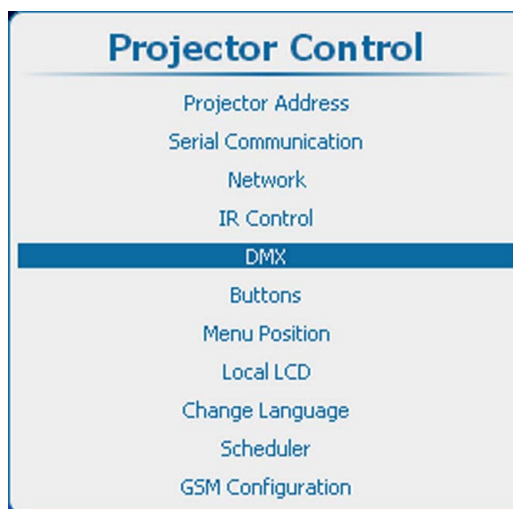 Projector Control
Projector Address
Serial Communication
Network
IR Control
DMX
Buttons
Menu Position
Local LCD
Change Language
Scheduler
GSM Configuration